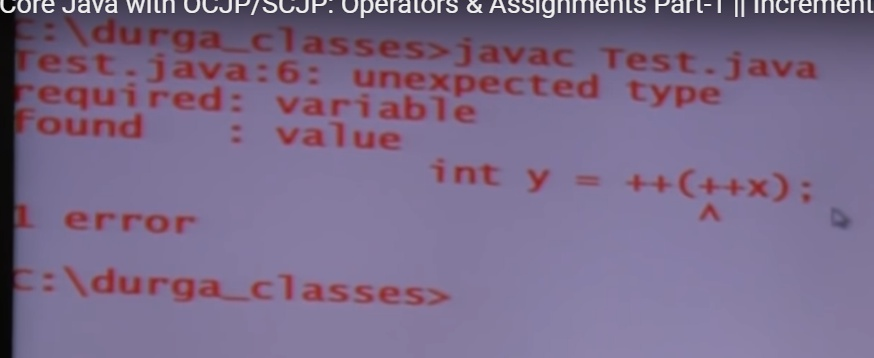 Core Java with OCJP/SCJP: Operators & Assignments Part-1 || Increment
C:\durga_classes>javac Test.java
Test.java:6: unexpected type
required: variable
found    : value
int y = ++(++x);
^
1 error
C:\durga_classes>